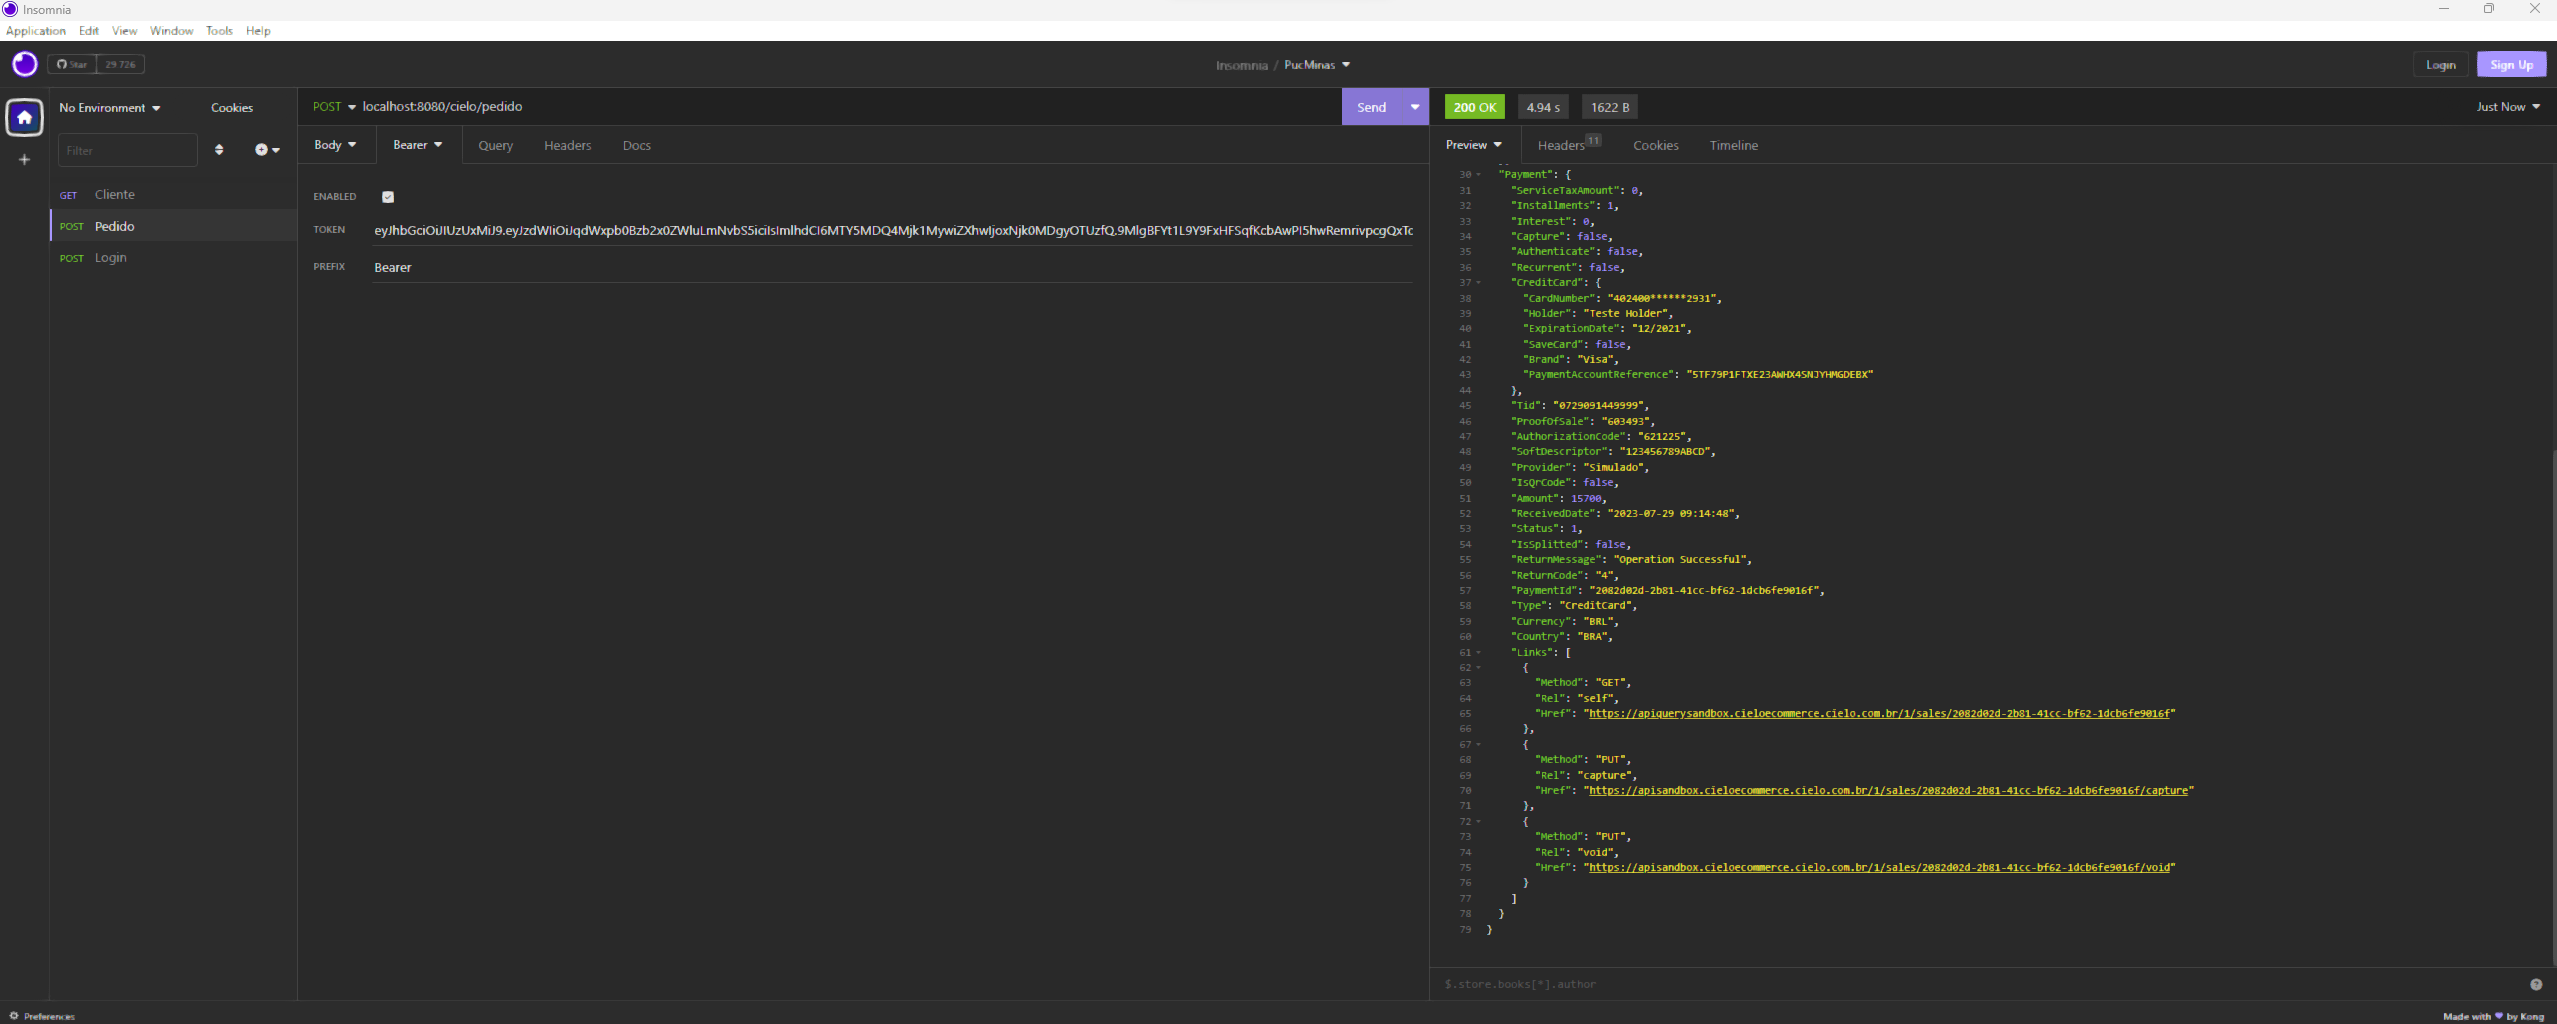 Insomnia
Application Edit View Window Tools Help
Star 29 726
Insomnia / PucMinas
Login Sign Up
No Environment Cookies
POST localhost:8080/cielo/pedido
Send
200 OK 4.94 s 1622 B
Just Now
Filter
Body Bearer Query Headers Docs
Preview Headers 11 Cookies Timeline
GET Cliente
POST Pedido
POST Login
ENABLED
TOKEN
PREFIX Bearer
30 "Payment": {
31 "ServiceTaxAmount": 0,
32 "Installments": 1,
33 "Interest": 0,
34 "Capture": false,
35 "Authenticate": false,
36 "Recurrent": false,
37 "CreditCard": {
38 "CardNumber": "402400******2931",
39 "Holder": "Teste Holder",
40 "ExpirationDate": "12/2021",
41 "SaveCard": false,
42 "Brand": "Visa",
43 "PaymentAccountReference": "5TF79P1FTXE23AWHX4SNJYHMGDEBX"
44 },
45 "Tid": "0729091449999",
46 "ProofOfSale": "603493",
47 "AuthorizationCode": "621225",
48 "SoftDescriptor": "123456789ABCD",
49 "Provider": "Simulado",
50 "IsQrCode": false,
51 "Amount": 15700,
52 "ReceivedDate": "2023-07-29 09:14:48",
53 "Status": 1,
54 "IsSplitted": false,
55 "ReturnMessage": "Operation Successful",
56 "ReturnCode": "4",
57 "PaymentId": "2082d02d-2b81-41cc-bf62-1dcb6fe9016f",
58 "Type": "CreditCard",
59 "Currency": "BRL",
60 "Country": "BRA",
61 "Links": [
62 {
63 "Method": "GET",
64 "Rel": "self",
65 "Href": "https://apiquerysandbox.cieloecommerce.cielo.com.br/1/sales/2082d02d-2b81-41cc-bf62-1dcb6fe9016f"
66 },
67 {
68 "Method": "PUT",
69 "Rel": "capture",
70 "Href": "https://apisandbox.cieloecommerce.cielo.com.br/1/sales/2082d02d-2b81-41cc-bf62-1dcb6fe9016f/capture"
71 },
72 {
73 "Method": "PUT",
74 "Rel": "void",
75 "Href": "https://apisandbox.cieloecommerce.cielo.com.br/1/sales/2082d02d-2b81-41cc-bf62-1dcb6fe9016f/void"
76 }
77 ]
78 }
79 }
$.store.books[*].author
Preferences
Made with by Kong